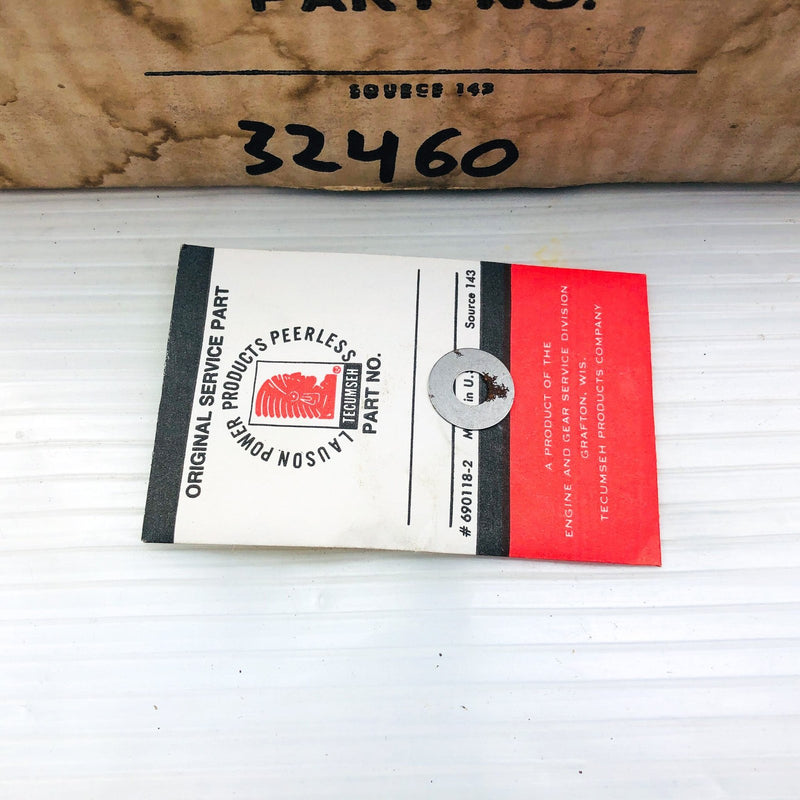 PART NO.
SOURCE 143
32460
ORIGINAL SERVICE PART
LAUSON POWER PRODUCTS PEERLESS
TECUMSEH
®
PART NO.
# 690118-2
in U.S.
Source 143
A PRODUCT OF THE
ENGINE AND GEAR SERVICE DIVISION
GRAFTON, WIS.
TECUMSEH PRODUCTS COMPANY